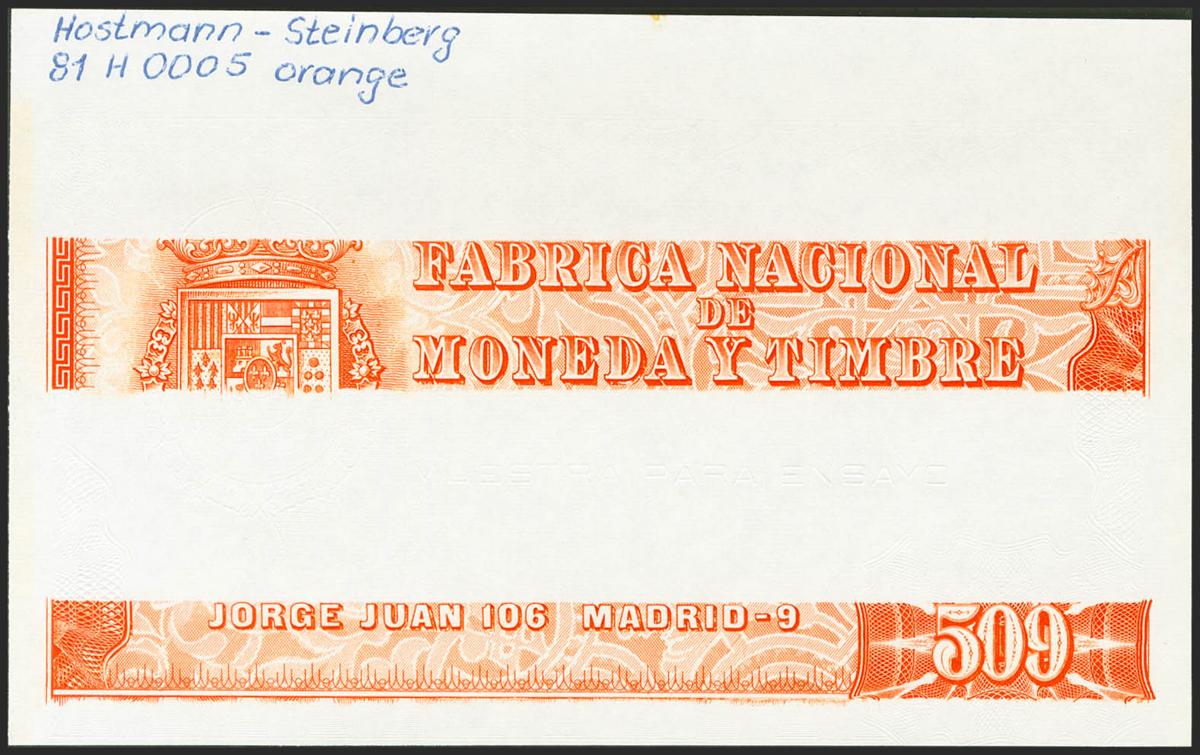 Hostmann - Steinberg
81 H 0005 orange
FABRICA NACIONAL
DE
MONEDA Y TIMBRE
MUESTRA PARA ENSAYO
JORGE JUAN 106 MADRID-9
509